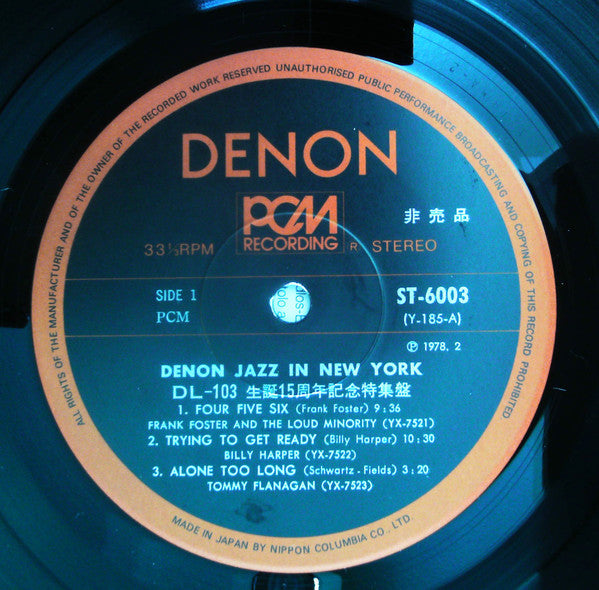 ALL RIGHTS OF THE MANUFACTURER AND OF THE OWNER OF THE RECORDED WORK RESERVED UNAUTHORISED PUBLIC PERFORMANCE BROADCASTING AND COPYING OF THIS RECORD PROHIBITED.
DENON
PCM
RECORDING
非売品
33⅓RPM
R STEREO
SIDE 1
PCM
ST-6003
(Y-185-A)
Ⓟ 1978. 2
DENON JAZZ IN NEW YORK
DL-103 生誕15周年記念特集盤
1. FOUR FIVE SIX (Frank Foster) 9:36
FRANK FOSTER AND THE LOUD MINORITY (YX-7521)
2. TRYING TO GET READY (Billy Harper) 10:30
BILLY HARPER (YX-7522)
3. ALONE TOO LONG (Schwartz - Fields) 3:20
TOMMY FLANAGAN (YX-7523)
MADE IN JAPAN BY NIPPON COLUMBIA CO., LTD.